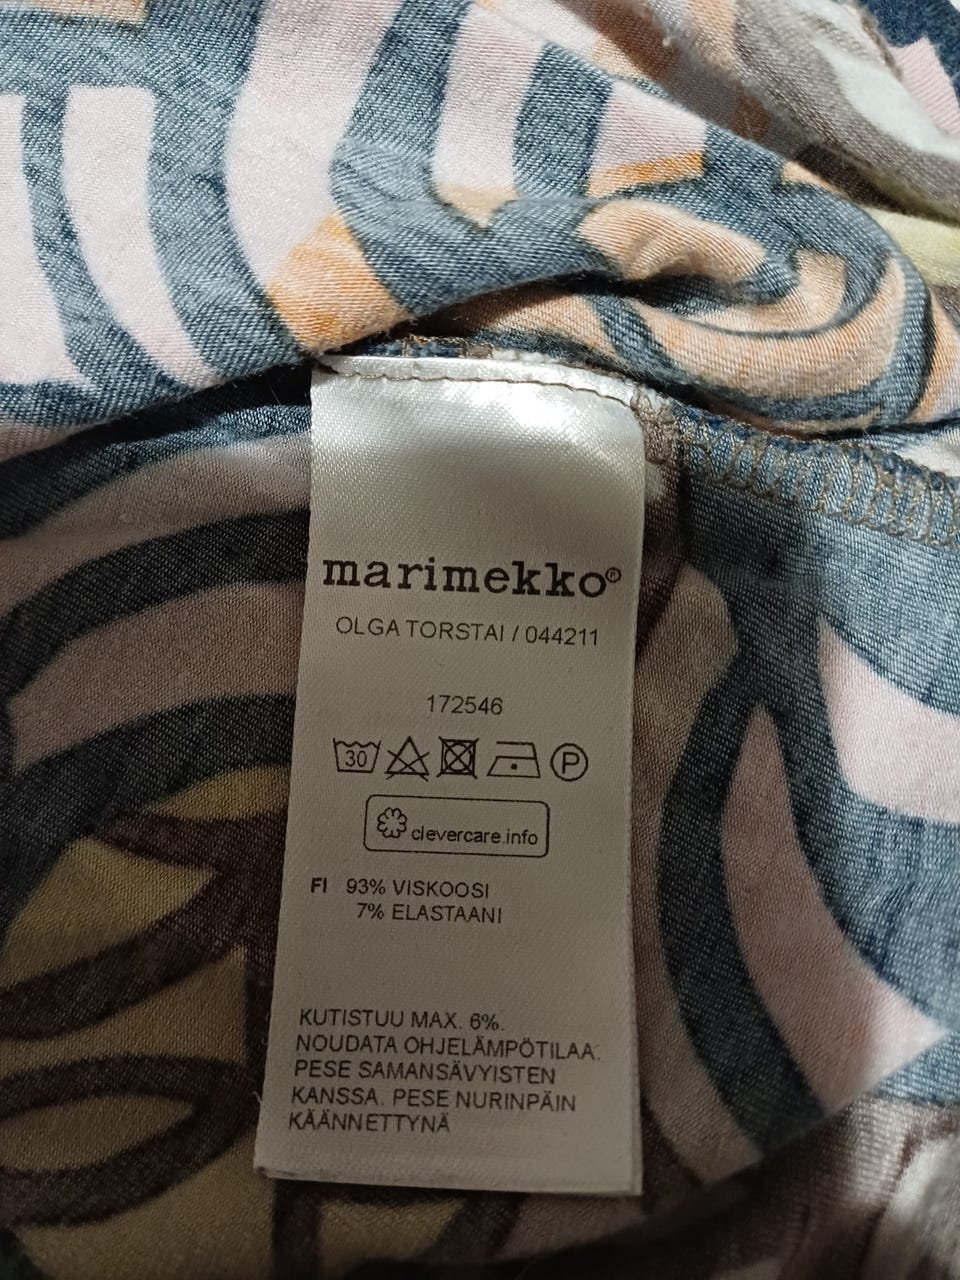 marimekko®
OLGA TORSTAI / 044211
172546
30 P
clevercare.info
FI 93% VISKOOSI
7% ELASTAANI
KUTISTUU MAX. 6%.
NOUDATA OHJELÄMPÖTILAA.
PESE SAMANSÄVYISTEN
KANSSA. PESE NURINPÄIN
KÄÄNNETTYNÄ